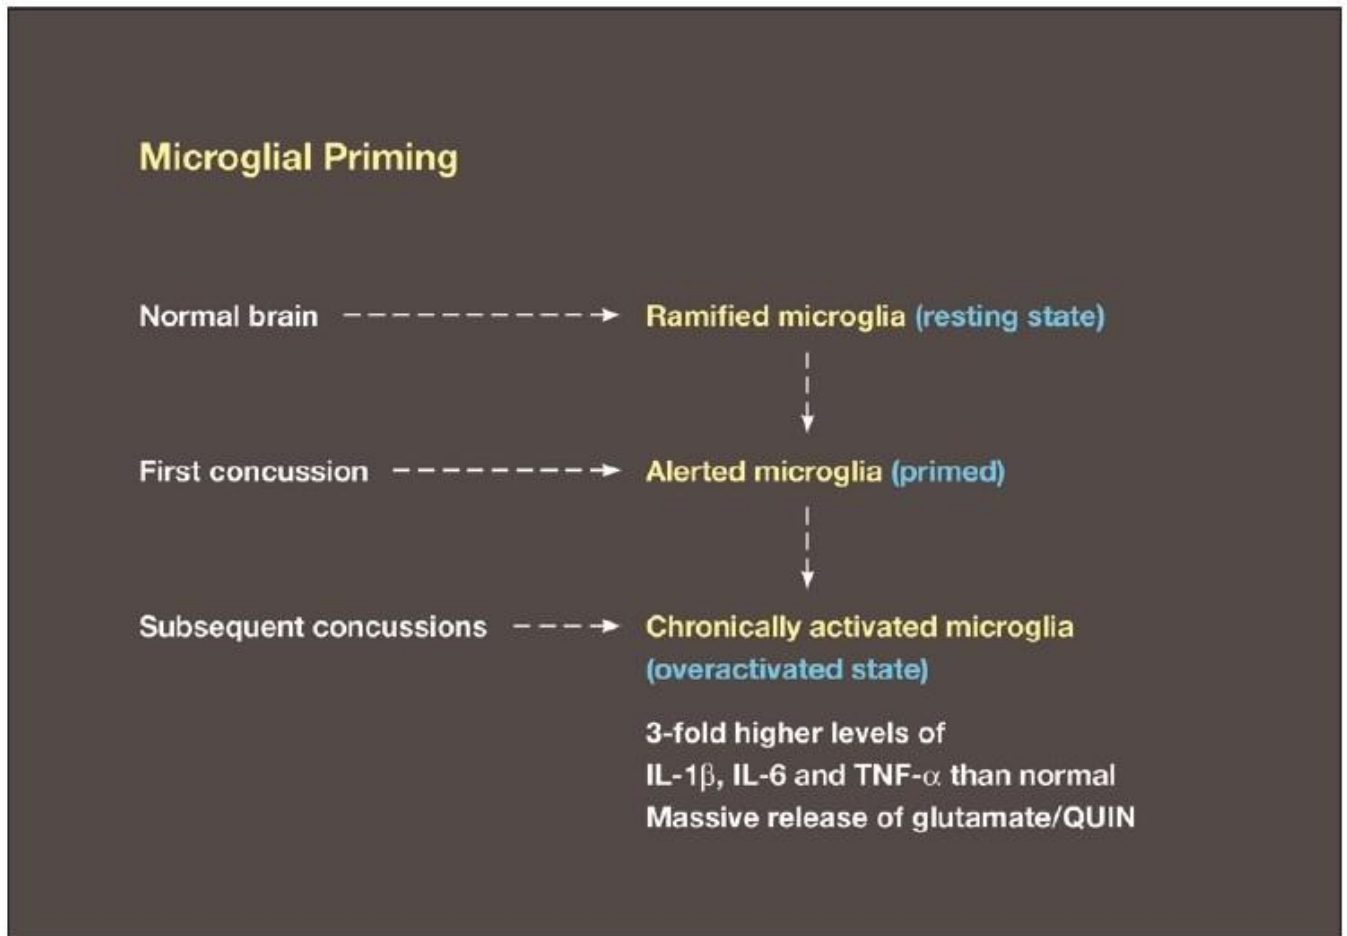 Microglial Priming
Normal brain
Ramified microglia (resting state)
First concussion
Alerted microglia (primed)
Subsequent concussions
Chronically activated microglia
(overactivated state)
3-fold higher levels of
IL-1β, IL-6 and TNF-α than normal
Massive release of glutamate/QUIN